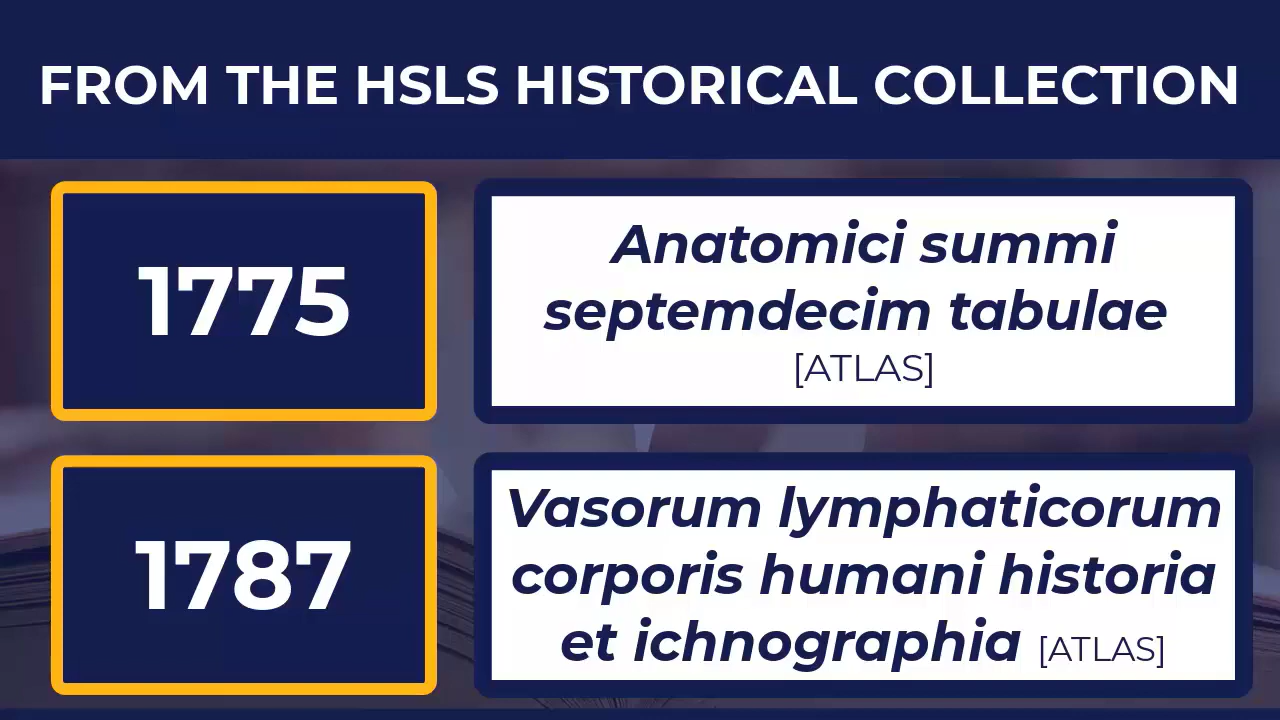 FROM THE HSLS HISTORICAL COLLECTION
1775
Anatomici summi
septemdecim tabulae
[ATLAS]
1787
Vasorum lymphaticorum
corporis humani historia
et ichnographia [ATLAS]